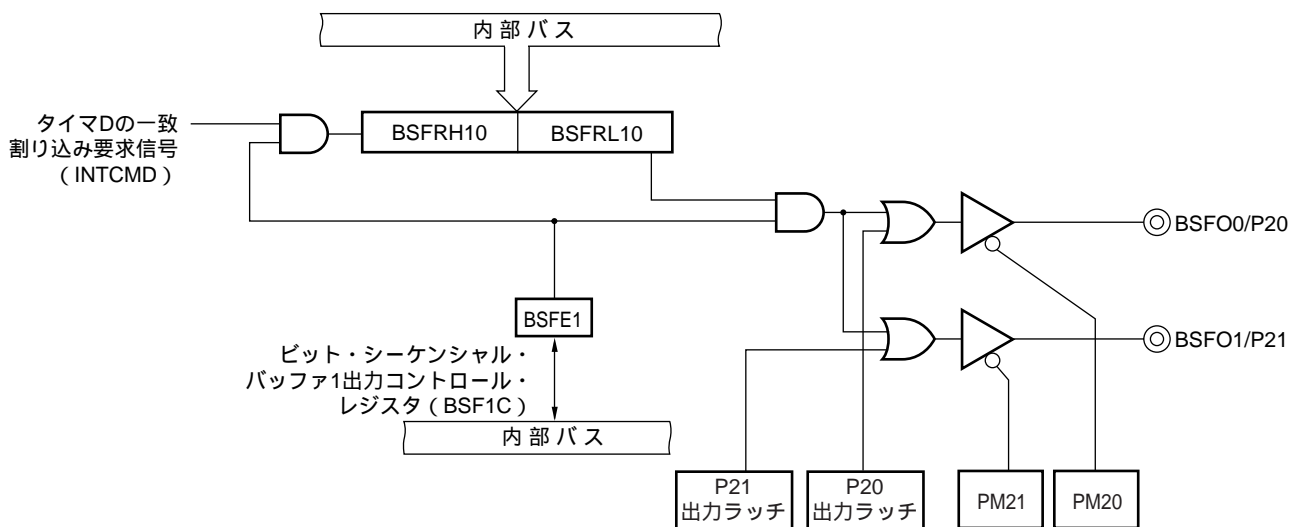 内部バス
タイマDの一致
割り込み要求信号
(INTCMD)
BSFRH10
BSFRL10
BSFO0/P20
BSFE1
BSFO1/P21
ビット・シーケンシャル・
バッファ1出力コントロール・
レジスタ(BSF1C)
内部バス
P21
出力ラッチ
P20
出力ラッチ
PM21
PM20